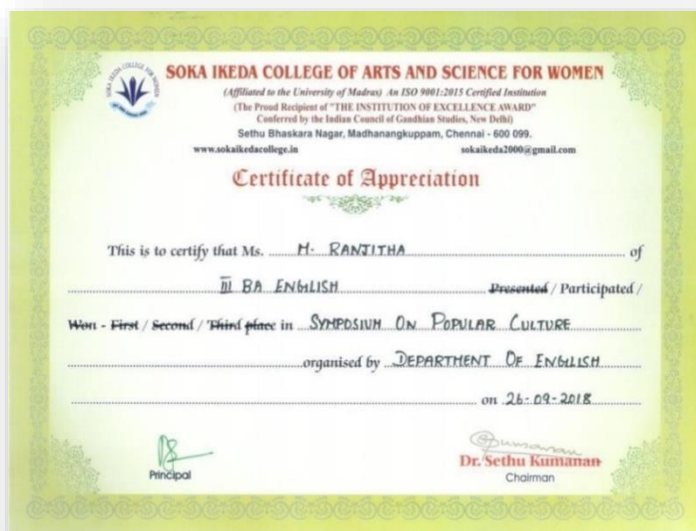 SOKA IKEDA COLLEGE OF ARTS AND SCIENCE FOR WOMEN
(Affiliated to the University of Madras) An ISO 9001:2015 Certified Institution
(The Proud Recipient of "THE INSTITUTION OF EXCELLENCE AWARD"
Conferred by the Indian Council of Gandhian Studies, New Delhi)
Sethu Bhaskara Nagar, Madhanangkuppam, Chennai - 600 099.
www.sokaikedacollege.in sokaikeda2000@gmail.com
Certificate of Appreciation
This is to certify that Ms. M. RANJITHA of
III BA ENGLISH Presented / Participated /
Won - First / Second / Third place in SYMPOSIUM ON POPULAR CULTURE
organised by DEPARTMENT OF ENGLISH
on 26-09-2018
Principal
Dr. Sethu Kumanan
Chairman